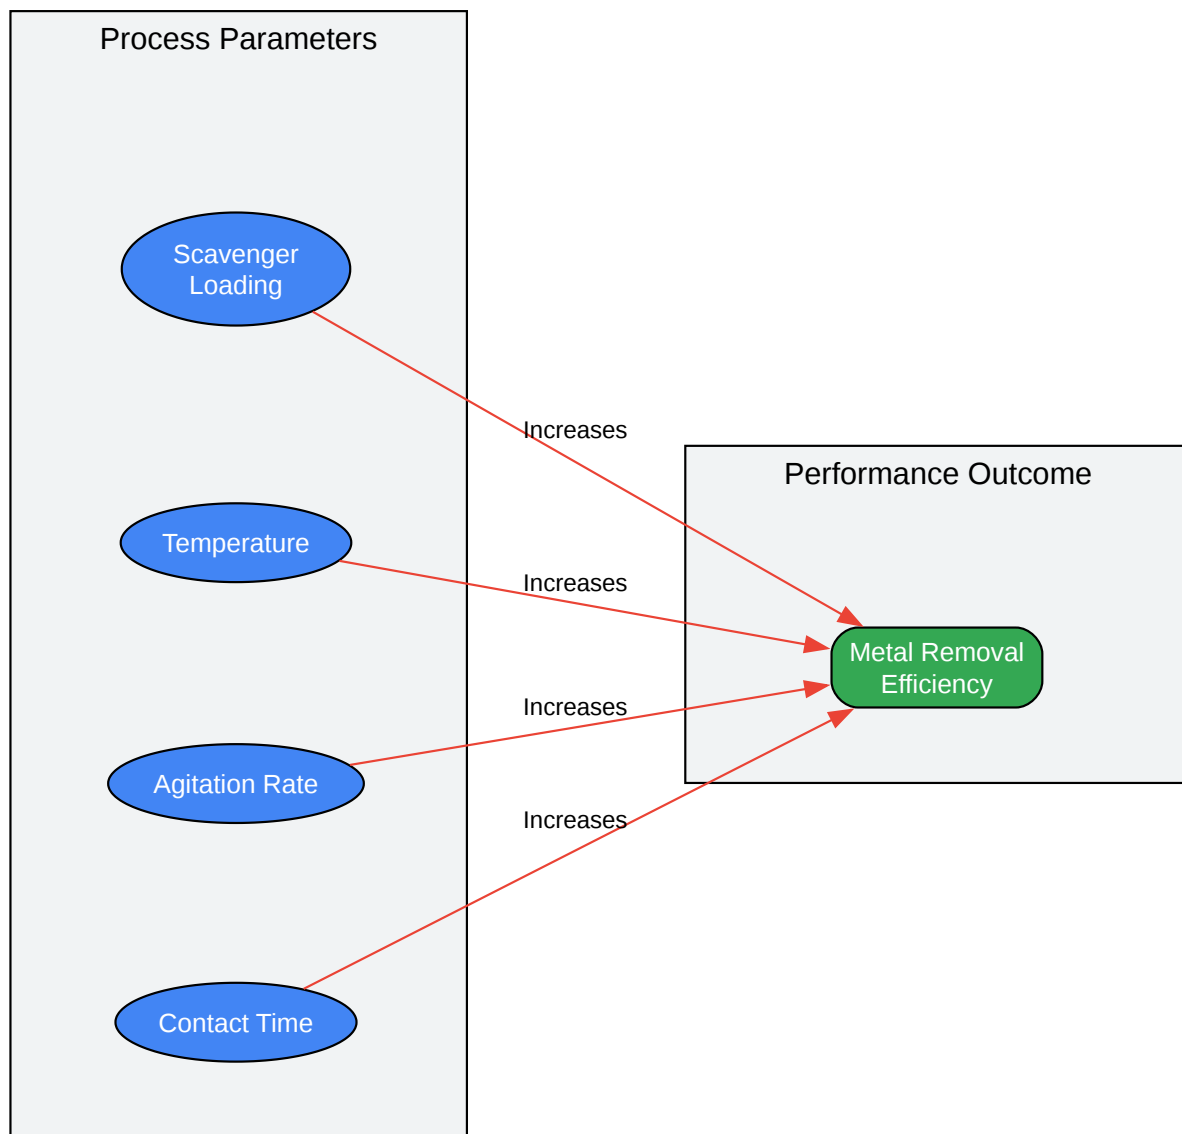 Process Parameters
Scavenger
Loading
Increases
Performance Outcome
Temperature
Increases
Metal Removal
Efficiency
Increases
Agitation Rate
Increases
Contact Time